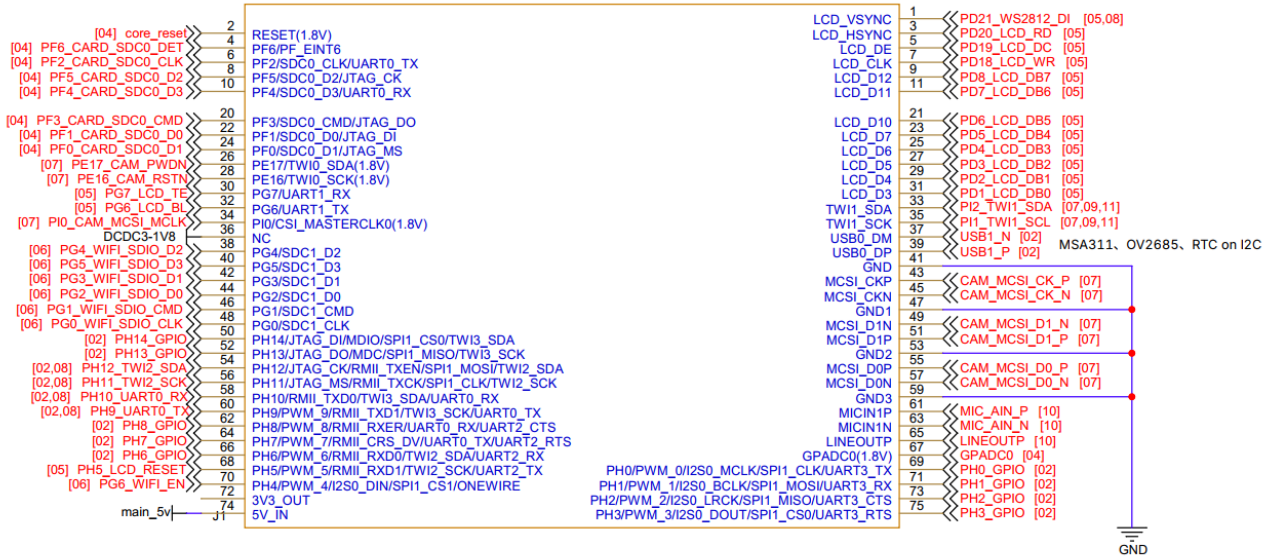 [04] core_reset 2 RESET(1.8V)
[04] PF6_CARD_SDC0_DET 4 PF6/PF_EINT6
[04] PF2_CARD_SDC0_CLK 6 PF2/SDC0_CLK/UART0_TX
[04] PF5_CARD_SDC0_D2 8 PF5/SDC0_D2/JTAG_CK
[04] PF4_CARD_SDC0_D3 10 PF4/SDC0_D3/UART0_RX
[04] PF3_CARD_SDC0_CMD 20 PF3/SDC0_CMD/JTAG_DO
[04] PF1_CARD_SDC0_D0 22 PF1/SDC0_D0/JTAG_DI
[04] PF0_CARD_SDC0_D1 24 PF0/SDC0_D1/JTAG_MS
[07] PE17_CAM_PWDN 26 PE17/TWI0_SDA(1.8V)
[07] PE16_CAM_RSTN 28 PE16/TWI0_SCK(1.8V)
[05] PG7_LCD_TE 30 PG7/UART1_RX
[05] PG6_LCD_BL 32 PG6/UART1_TX
[07] PI0_CAM_MCSI_MCLK 34 PI0/CSI_MASTERCLK0(1.8V)
DCDC3-1V8 36 NC
[06] PG4_WIFI_SDIO_D2 38 PG4/SDC1_D2
[06] PG5_WIFI_SDIO_D3 40 PG5/SDC1_D3
[06] PG3_WIFI_SDIO_D1 42 PG3/SDC1_D1
[06] PG2_WIFI_SDIO_D0 44 PG2/SDC1_D0
[06] PG1_WIFI_SDIO_CMD 46 PG1/SDC1_CMD
[06] PG0_WIFI_SDIO_CLK 48 PG0/SDC1_CLK
[02] PH14_GPIO 50 PH14/JTAG_DI/MDIO/SPI1_CS0/TWI3_SDA
[02] PH13_GPIO 52 PH13/JTAG_DO/MDC/SPI1_MISO/TWI3_SCK
[02,08] PH12_TWI2_SDA 54 PH12/JTAG_CK/RMII_TXEN/SPI1_MOSI/TWI2_SDA
[02,08] PH11_TWI2_SCK 56 PH11/JTAG_MS/RMII_TXCK/SPI1_CLK/TWI2_SCK
[02,08] PH10_UART0_RX 58 PH10/RMII_TXD0/TWI3_SDA/UART0_RX
[02,08] PH9_UART0_TX 60 PH9/PWM_9/RMII_TXD1/TWI3_SCK/UART0_TX
[02] PH8_GPIO 62 PH8/PWM_8/RMII_RXER/UART0_RX/UART2_CTS
[02] PH7_GPIO 64 PH7/PWM_7/RMII_CRS_DV/UART0_TX/UART2_RTS
[02] PH6_GPIO 66 PH6/PWM_6/RMII_RXD0/TWI2_SDA/UART2_RX
[05] PH5_LCD_RESET 68 PH5/PWM_5/RMII_RXD1/TWI2_SCK/UART2_TX
[06] PG6_WIFI_EN 70 PH4/PWM_4/I2S0_DIN/SPI1_CS1/ONEWIRE
72 3V3_OUT
main_5v 74 5V_IN
J1
LCD_VSYNC 1 PD21_WS2812_DI [05,08]
LCD_HSYNC 3 PD20_LCD_RD [05]
LCD_DE 5 PD19_LCD_DC [05]
LCD_CLK 7 PD18_LCD_WR [05]
LCD_D12 9 PD8_LCD_DB7 [05]
LCD_D11 11 PD7_LCD_DB6 [05]
LCD_D10 21 PD6_LCD_DB5 [05]
LCD_D7 23 PD5_LCD_DB4 [05]
LCD_D6 25 PD4_LCD_DB3 [05]
LCD_D5 27 PD3_LCD_DB2 [05]
LCD_D4 29 PD2_LCD_DB1 [05]
LCD_D3 31 PD1_LCD_DB0 [05]
TWI1_SDA 33 PI2_TWI1_SDA [07,09,11]
TWI1_SCK 35 PI1_TWI1_SCL [07,09,11]
USB0_DM 37 USB1_N [02]
MSA311、OV2685、RTC on I2C
USB0_DP 39 USB1_P [02]
GND 41
MCSI_CKP 43 CAM_MCSI_CK_P [07]
MCSI_CKN 45 CAM_MCSI_CK_N [07]
GND1 47
MCSI_D1N 49 CAM_MCSI_D1_N [07]
MCSI_D1P 51 CAM_MCSI_D1_P [07]
GND2 53
MCSI_D0P 55 CAM_MCSI_D0_P [07]
MCSI_D0N 57 CAM_MCSI_D0_N [07]
GND3 59
MICIN1P 61 MIC_AIN_P [10]
MICIN1N 63 MIC_AIN_N [10]
LINEOUTP 65 LINEOUTP [10]
GPADC0(1.8V) 67 GPADC0 [04]
PH0/PWM_0/I2S0_MCLK/SPI1_CLK/UART3_TX 69 PH0_GPIO [02]
PH1/PWM_1/I2S0_BCLK/SPI1_MOSI/UART3_RX 71 PH1_GPIO [02]
PH2/PWM_2/I2S0_LRCK/SPI1_MISO/UART3_CTS 73 PH2_GPIO [02]
PH3/PWM_3/I2S0_DOUT/SPI1_CS0/UART3_RTS 75 PH3_GPIO [02]
GND